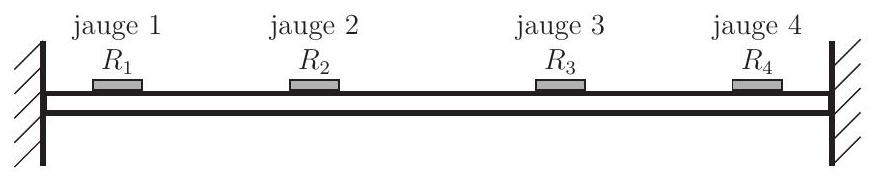 jauge 1 jauge 2 jauge 3 jauge 4
R₁ R₂ R₃ R₄